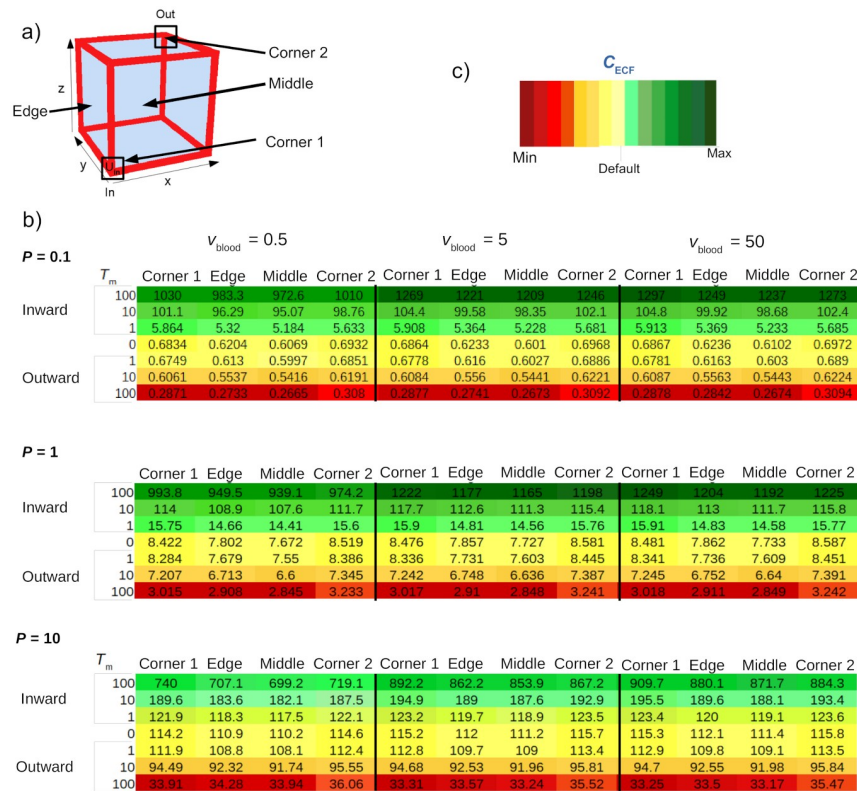 a)
Out
Corner 2
z
Middle
Edge
Corner 1
y
U in
x
In
c)
C ECF
Min
Default
Max
b)
v blood = 0.5 v blood = 5 v blood = 50
P = 0.1
T m Corner 1 Edge Middle Corner 2 Corner 1 Edge Middle Corner 2 Corner 1 Edge Middle Corner 2
Inward
100 1030 983.3 972.6 1010 1269 1221 1209 1246 1297 1249 1237 1273
10 101.1 96.29 95.07 98.76 104.4 99.58 98.35 102.1 104.8 99.92 98.68 102.4
1 5.864 5.32 5.184 5.633 5.908 5.364 5.228 5.681 5.913 5.369 5.233 5.685
0 0.6834 0.6204 0.6069 0.6932 0.6864 0.6233 0.601 0.6968 0.6867 0.6236 0.6102 0.6972
Outward
1 0.6749 0.613 0.5997 0.6851 0.6778 0.616 0.6027 0.6886 0.6781 0.6163 0.603 0.689
10 0.6061 0.5537 0.5416 0.6191 0.6084 0.556 0.5441 0.6221 0.6087 0.5563 0.5443 0.6224
100 0.2871 0.2733 0.2665 0.308 0.2877 0.2741 0.2673 0.3092 0.2878 0.2842 0.2674 0.3094
P = 1
Corner 1 Edge Middle Corner 2 Corner 1 Edge Middle Corner 2 Corner 1 Edge Middle Corner 2
Inward
100 993.8 949.5 939.1 974.2 1222 1177 1165 1198 1249 1204 1192 1225
10 114 108.9 107.6 111.7 117.7 112.6 111.3 115.4 118.1 113 111.7 115.8
1 15.75 14.66 14.41 15.6 15.9 14.81 14.56 15.76 15.91 14.83 14.58 15.77
0 8.422 7.802 7.672 8.519 8.476 7.857 7.727 8.581 8.481 7.862 7.733 8.587
Outward
1 8.284 7.679 7.55 8.386 8.336 7.731 7.603 8.445 8.341 7.736 7.609 8.451
10 7.207 6.713 6.6 7.345 7.242 6.748 6.636 7.387 7.245 6.752 6.64 7.391
100 3.015 2.908 2.845 3.233 3.017 2.91 2.848 3.241 3.018 2.911 2.849 3.242
P = 10
T m Corner 1 Edge Middle Corner 2 Corner 1 Edge Middle Corner 2 Corner 1 Edge Middle Corner 2
Inward
100 740 707.1 699.2 719.1 892.2 862.2 853.9 867.2 909.7 880.1 871.7 884.3
10 189.6 183.6 182.1 187.5 194.9 189 187.6 192.9 195.5 189.6 188.1 193.4
1 121.9 118.3 117.5 122.1 123.2 119.7 118.9 123.5 123.4 120 119.1 123.6
0 114.2 110.9 110.2 114.6 115.2 112 111.2 115.7 115.3 112.1 111.4 115.8
Outward
1 111.9 108.8 108.1 112.4 112.8 109.7 109 113.4 112.9 109.8 109.1 113.5
10 94.49 92.32 91.74 95.55 94.68 92.53 91.96 95.81 94.7 92.55 91.98 95.84
100 33.91 34.28 33.94 36.06 33.31 33.57 33.24 35.52 33.25 33.5 33.17 35.47